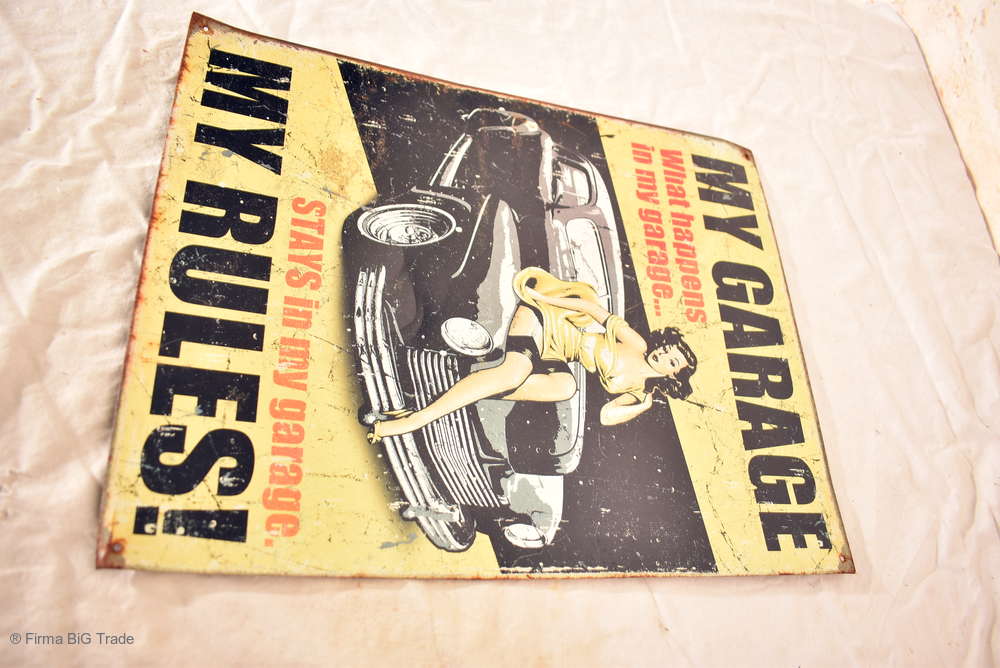 MY GARAGE
What happens
in my garage...
STAYS in my garage.
MY RULES!
® Firma BiG Trade